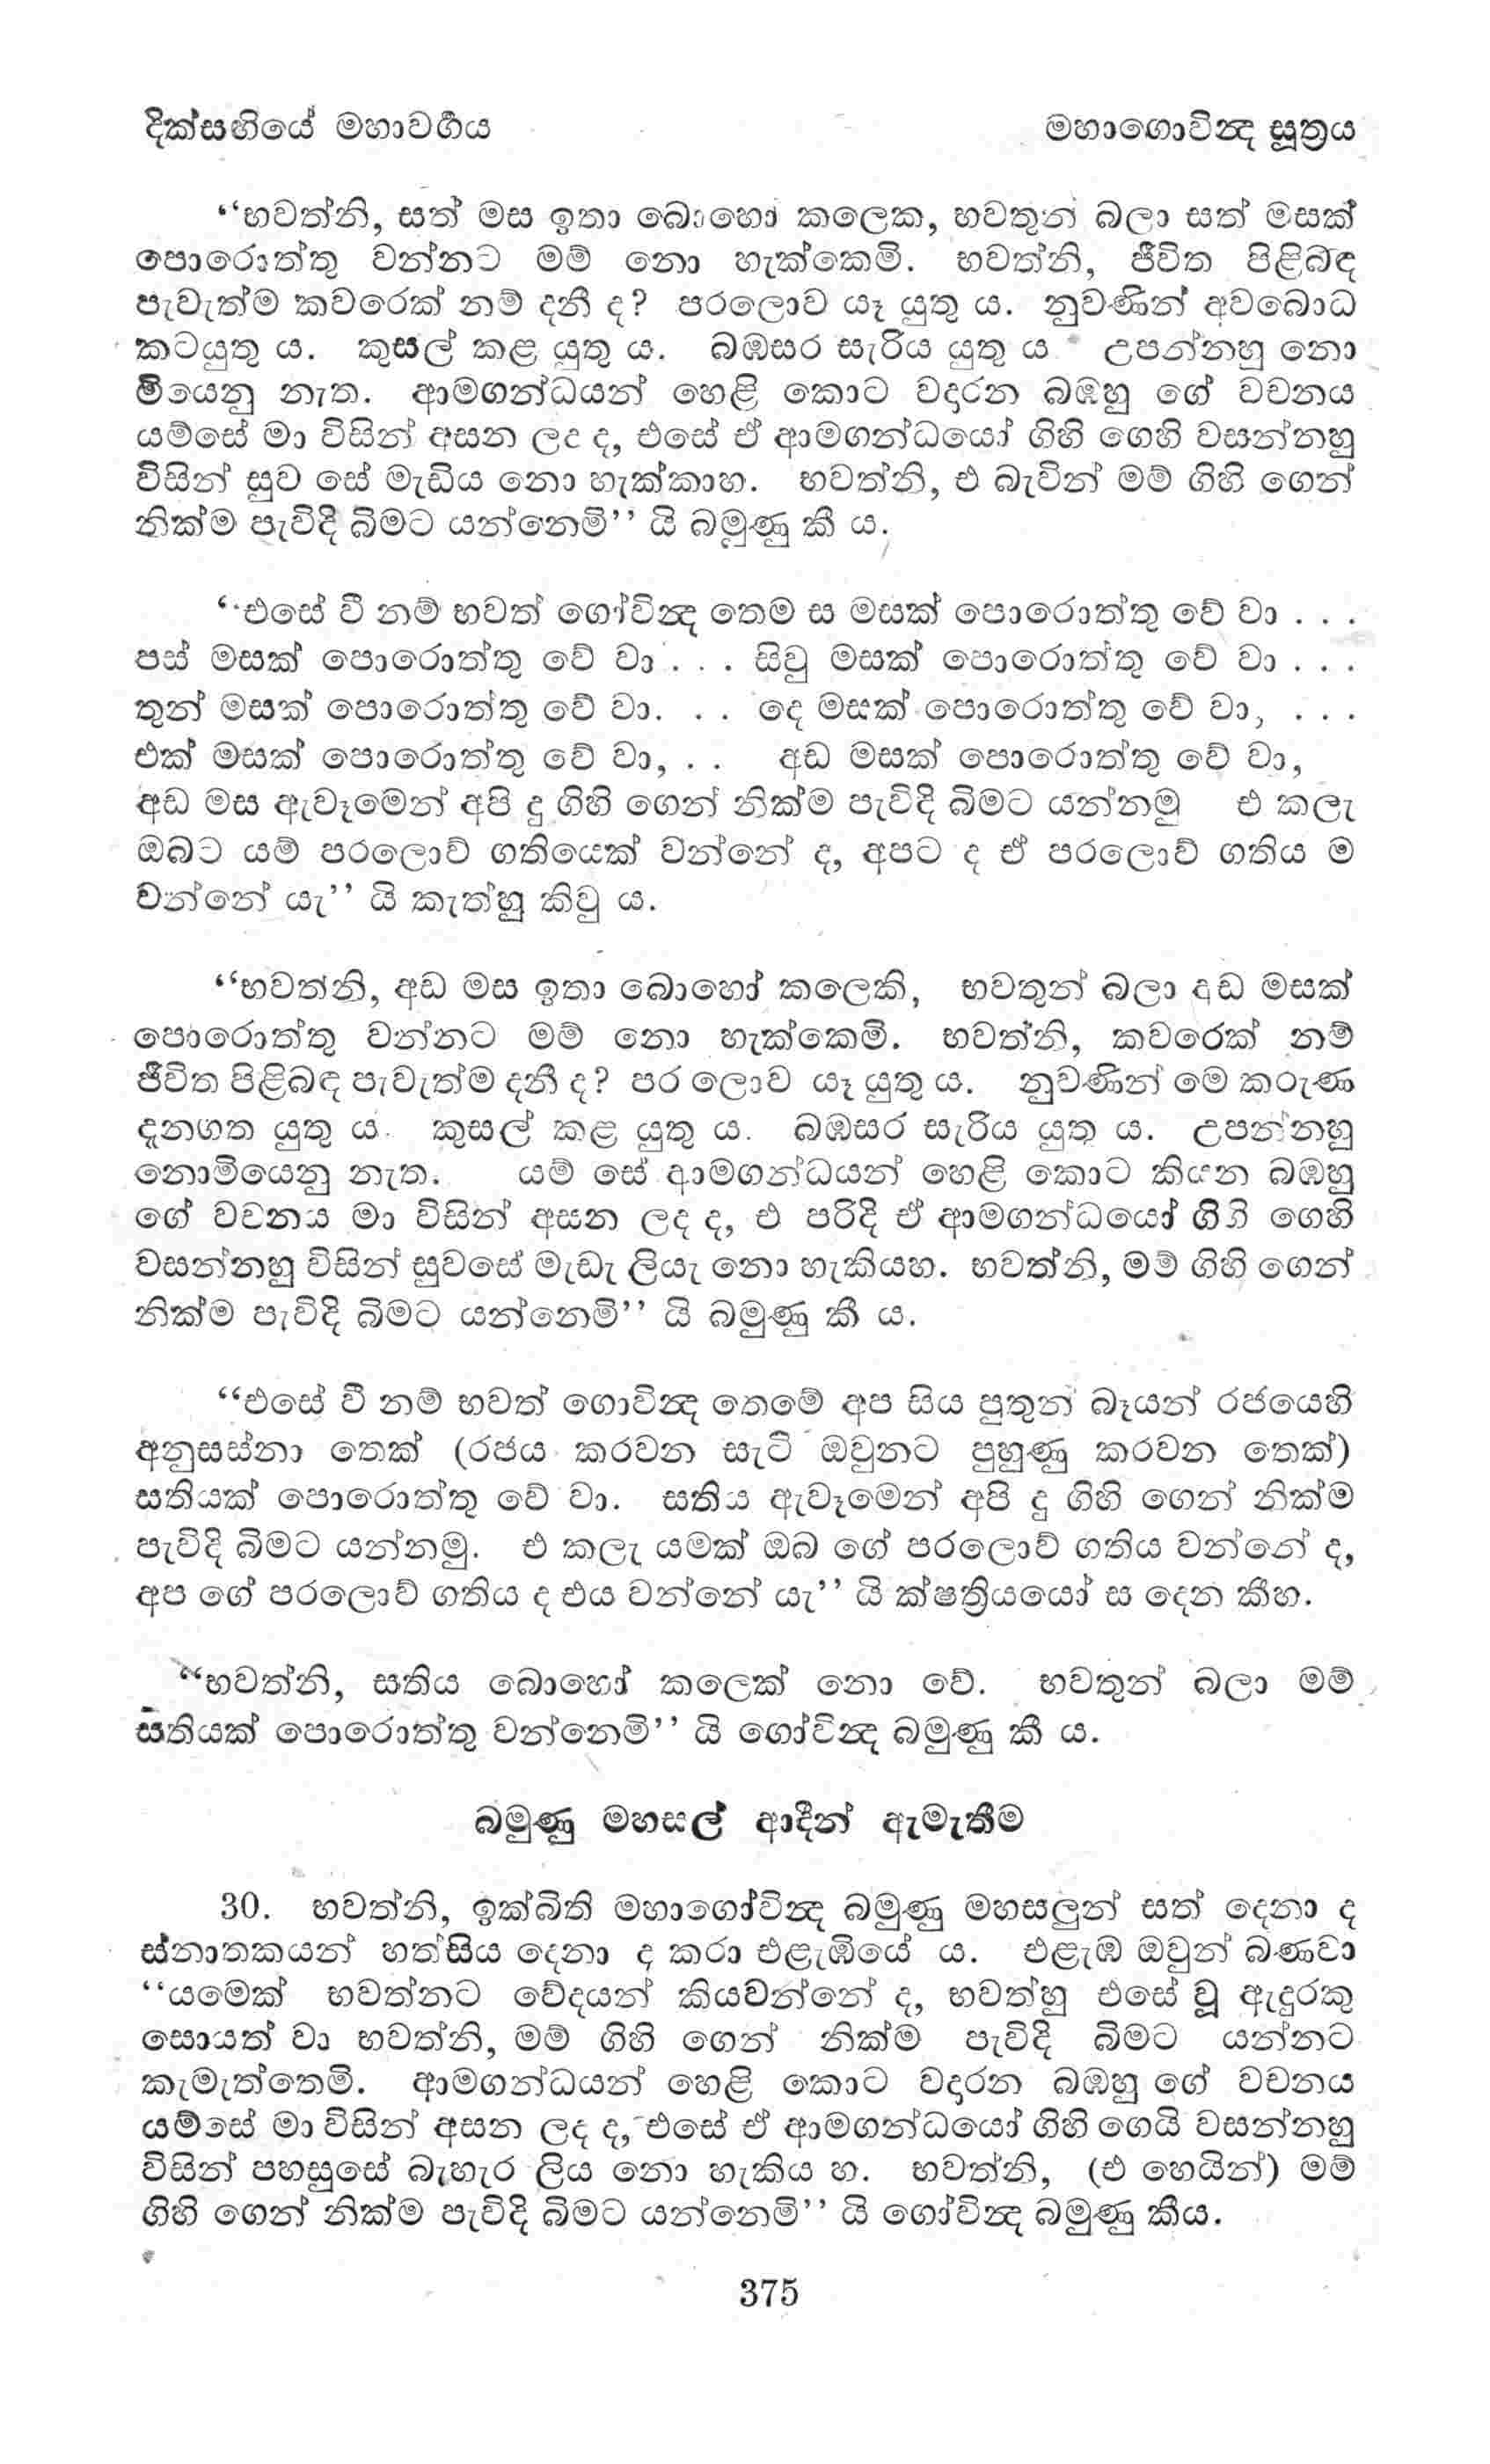 දික්සඟියේ මහාවර්‍ගය
මහාගොවින්‍ද සූත්‍රය
‘‘භවත්නි, සත් මස ඉතා බොහෝ කලෙක, භවතුන් බලා සත් මසක්
පොරොත්තු වන්නට මම් නො හැක්කෙමි. භවත්නි, ජීවිත පිළිබඳ
පැවැත්ම කවරෙක් නම් දනී ද? පරලොව යෑ යුතු ය. නුවණින් අවබොධ
කටයුතු ය. කුසල් කළ යුතු ය. බඹසර සැරිය යුතු ය උපන්නහු නො
මියෙනු නැත. ආමගන්ධයන් හෙළි කොට වදාරන බඹහු ගේ වචනය
යම්සේ මා විසින් අසන ලද ද, එසේ ඒ ආමගන්ධයෝ ගිහි ගෙහි වසන්නහු
විසින් සුව සේ මැඩිය නො හැක්කාහ. භවත්නි, එ බැවින් මම් ගිහි ගෙන්
නික්ම පැවිදි බිමට යන්නෙමි’’ යි බමුණු කී ය.
‘‘එසේ වී නම් භවත් ගෝවින්‍ද තෙම ස මසක් පොරොත්තු වේ වා . . .
පස් මසක් පොරොත්තු වේ වා . . . සිවු මසක් පොරොත්තු වේ වා . . .
තුන් මසක් පොරොත්තු වේ වා. . . දෙ මසක් පොරොත්තු වේ වා, . . .
එක් මසක් පොරොත්තු වේ වා, . . අඩ මසක් පොරොත්තු වේ වා,
අඩ මස ඇවෑමෙන් අපි දු ගිහි ගෙන් නික්ම පැවිදි බිමට යන්නමු එ කලැ
ඔබට යම් පරලොව් ගතියෙක් වන්නේ ද, අපට ද ඒ පරලොව් ගතිය ම
වන්නේ යැ’’ යි කැත්හු කිවු ය.
‘‘භවත්නි, අඩ මස ඉතා බොහෝ කලෙකි, භවතුන් බලා අඩ මසක්
පොරොත්තු වන්නට මම් නො හැක්කෙමි. භවත්නි, කවරෙක් නම්
ජීවිත පිළිබඳ පැවැත්ම දනී ද? පර ලොව යෑ යුතු ය. නුවණින් මෙ කරුණ
දැනගත යුතු ය. කුසල් කළ යුතු ය. බඹසර සැරිය යුතු ය. උපන්නහු
නොමියෙනු නැත. යම් සේ ආමගන්ධයන් හෙළි කොට කියන බඹහු
ගේ වචනය මා විසින් අසන ලද ද, එ පරිදි ඒ ආමගන්ධයෝ ගිහි ගෙහි
වසන්නහු විසින් සුවසේ මැඩැ ලියැ නො හැකියහ. භවත්නි, මම් ගිහි ගෙන්
නික්ම පැවිදි බිමට යන්නෙමි’’ යි බමුණු කී ය.
‘‘එසේ වී නම් භවත් ගොවින්‍ද තෙමේ අප සිය පුතුන් බෑයන් රජයෙහි
අනුසස්නා තෙක් (රජය කරවන සැටි ඔවුනට පුහුණු කරවන තෙක්)
සතියක් පොරොත්තු වේ වා. සතිය ඇවෑමෙන් අපි දු ගිහි ගෙන් නික්ම
පැවිදි බිමට යන්නමු. එ කලැ යමක් ඔබ ගේ පරලොව් ගතිය වන්නේ ද,
අප ගේ පරලොව් ගතිය ද එය වන්නේ යැ’’ යි ක්ෂත්‍රියයෝ ස දෙන කීහ.
‘‘භවත්නි, සතිය බොහෝ කලෙක් නො වේ. භවතුන් බලා මම්
සතියක් පොරොත්තු වන්නෙමි’’ යි ගෝවින්‍ද බමුණු කී ය.
බමුණු මහසල් ආදීන් ඇමැතීම
30. භවත්නි, ඉක්බිති මහාගෝවින්‍ද බමුණු මහසලුන් සත් දෙනා ද
ස්නාතකයන් හත්සිය දෙනා ද කරා එළැඹියේ ය. එළැඹ ඔවුන් බණවා
‘‘යමෙක් භවත්නට වේදයන් කියවන්නේ ද, භවත්හු එසේ වූ ඇදුරකු
සොයත් වා භවත්නි, මම් ගිහි ගෙන් නික්ම පැවිදි බිමට යන්නට
කැමැත්තෙමි. ආමගන්ධයන් හෙළි කොට වදාරන බඹහු ගේ වචනය
යම්සේ මා විසින් අසන ලද ද, එසේ ඒ ආමගන්ධයෝ ගිහි ගෙයි වසන්නහු
විසින් පහසුසේ බැහැර ලිය නො හැකිය හ. භවත්නි, (එ හෙයින්) මම්
ගිහි ගෙන් නික්ම පැවිදි බිමට යන්නෙමි’’ යි ගෝවින්‍ද බමුණු කීය.
375